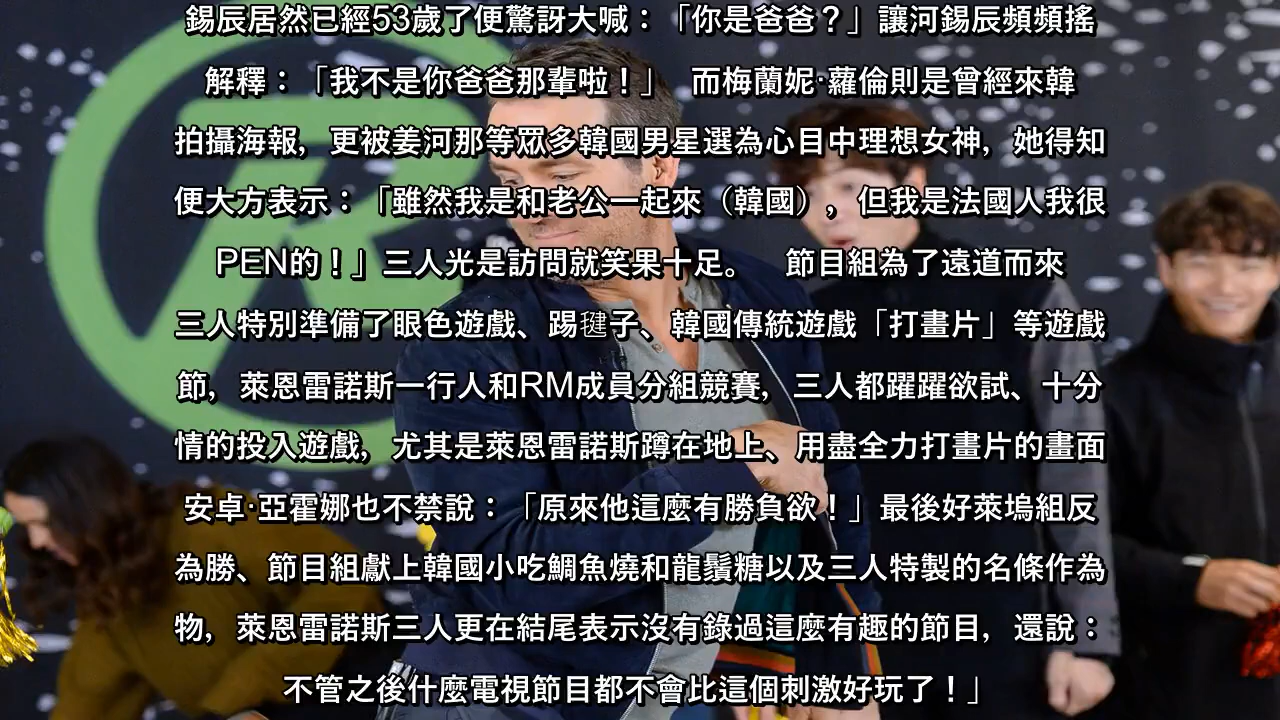 錫辰居然已經53歲了便驚訝大喊：「你是爸爸？」讓河錫辰頻頻搖
解釋：「我不是你爸爸那輩啦！」　而梅蘭妮·蘿倫則是曾經來韓
拍攝海報，更被姜河那等眾多韓國男星選為心目中理想女神，她得知
便大方表示：「雖然我是和老公一起來（韓國），但我是法國人我很
PEN的！」三人光是訪問就笑果十足。　節目組為了遠道而來
三人特別準備了眼色遊戲、踢毽子、韓國傳統遊戲「打畫片」等遊戲
節，萊恩雷諾斯一行人和RM成員分組競賽，三人都躍躍欲試、十分
情的投入遊戲，尤其是萊恩雷諾斯蹲在地上、用盡全力打畫片的畫面
安卓·亞霍娜也不禁說：「原來他這麼有勝負欲！」最後好萊塢組反
為勝、節目組獻上韓國小吃鯛魚燒和龍鬚糖以及三人特製的名條作為
物，萊恩雷諾斯三人更在結尾表示沒有錄過這麼有趣的節目，還說：
不管之後什麼電視節目都不會比這個刺激好玩了！」